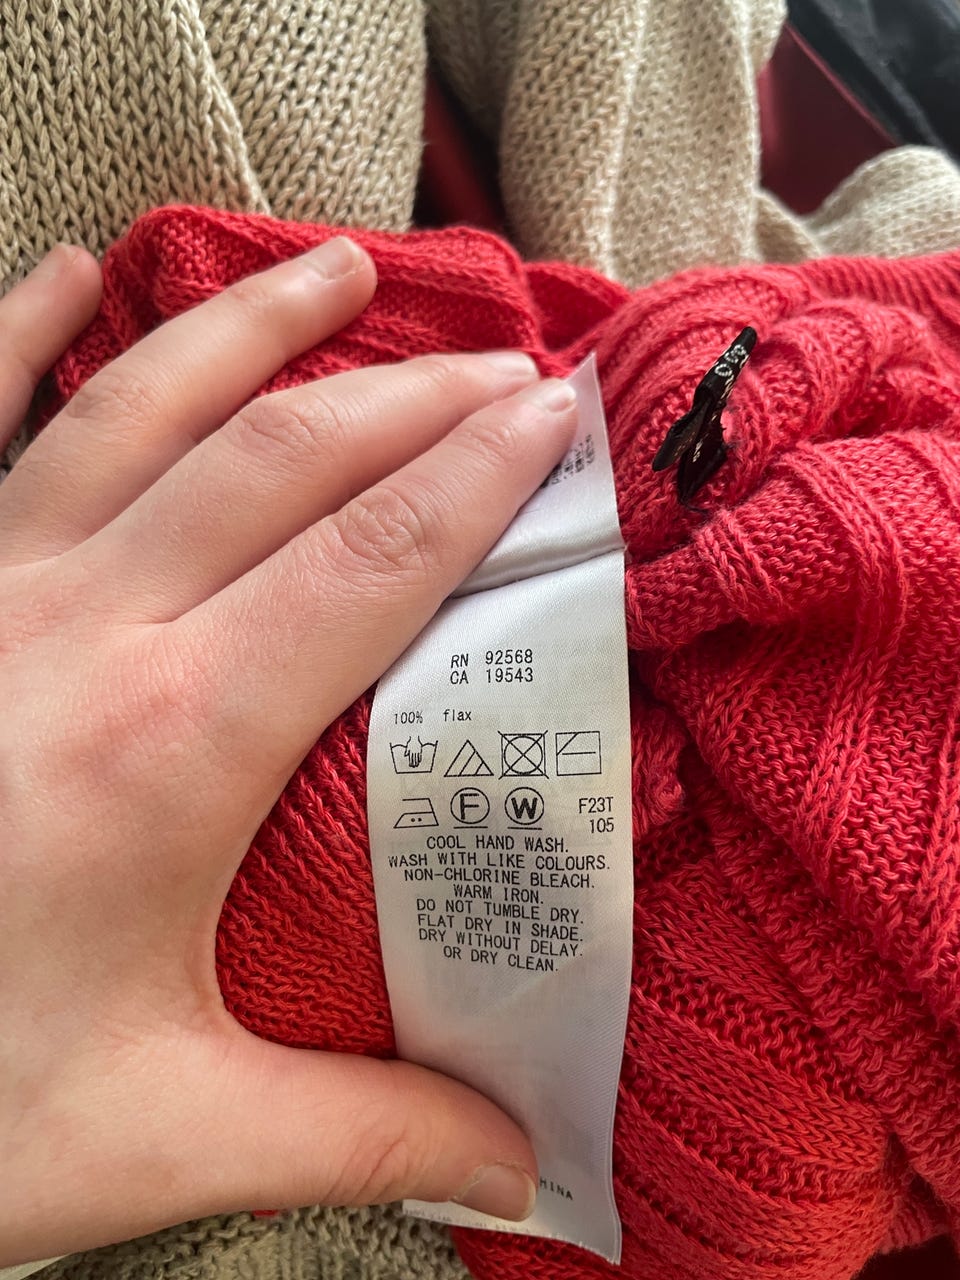 RN 92568
CA 19543
100% flax
F W F23T
105
COOL HAND WASH.
WASH WITH LIKE COLOURS.
NON-CHLORINE BLEACH.
WARM IRON.
DO NOT TUMBLE DRY.
FLAT DRY IN SHADE.
DRY WITHOUT DELAY.
OR DRY CLEAN.